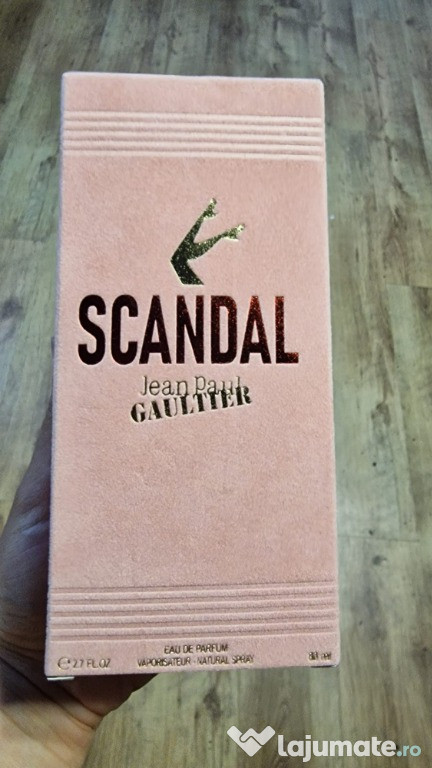 SCANDAL
Jean Paul
GAULTIER
EAU DE PARFUM
℮ 2.7 FL.OZ VAPORISATEUR · NATURAL SPRAY 80 ml
lajumate.ro